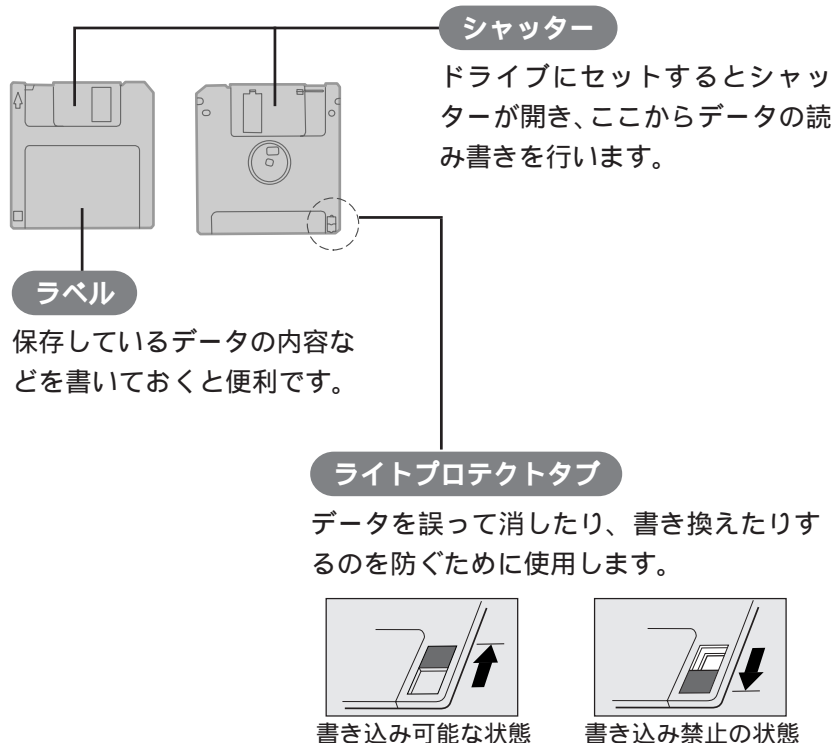 シャッター
ドライブにセットするとシャッ
ターが開き、ここからデータの読
み書きを行います。
ラベル
保存しているデータの内容な
どを書いておくと便利です。
ライトプロテクトタブ
データを誤って消したり、書き換えたりす
るのを防ぐために使用します。
書き込み可能な状態
書き込み禁止の状態